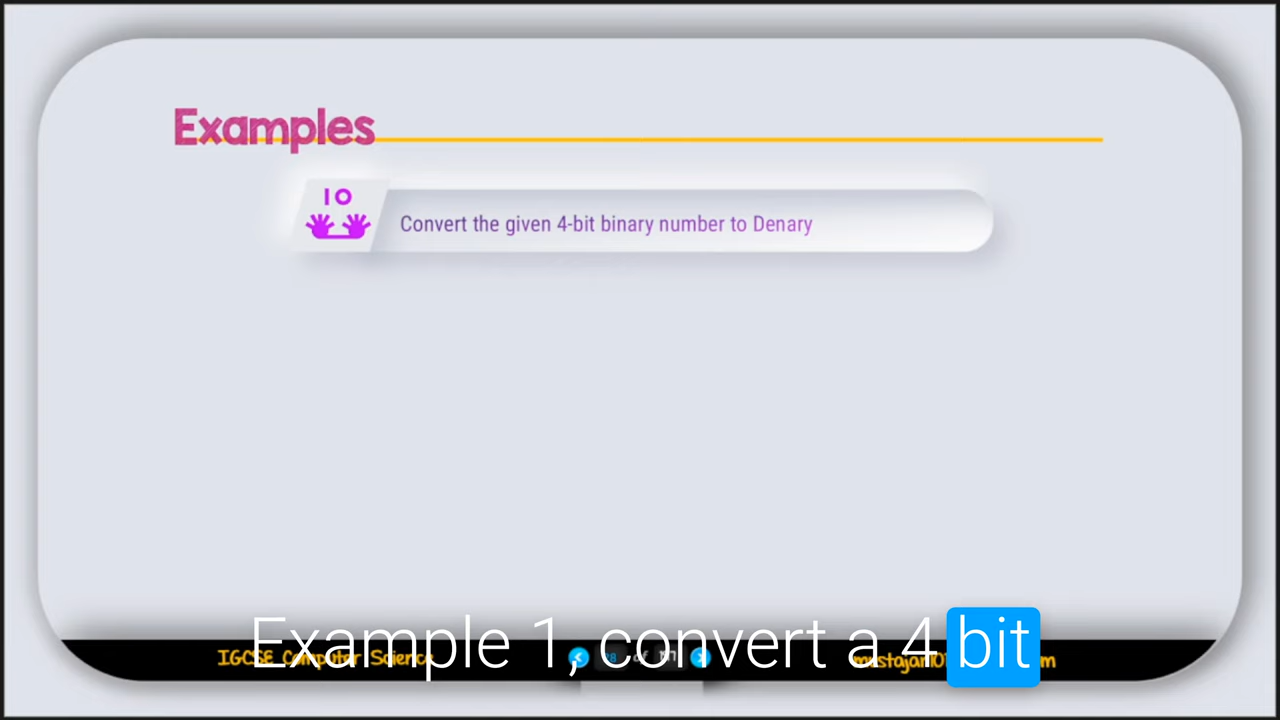 Examples
10
Convert the given 4-bit binary number to Denary
Example 1, convert a 4 bit
IGCSE Computer Science
of